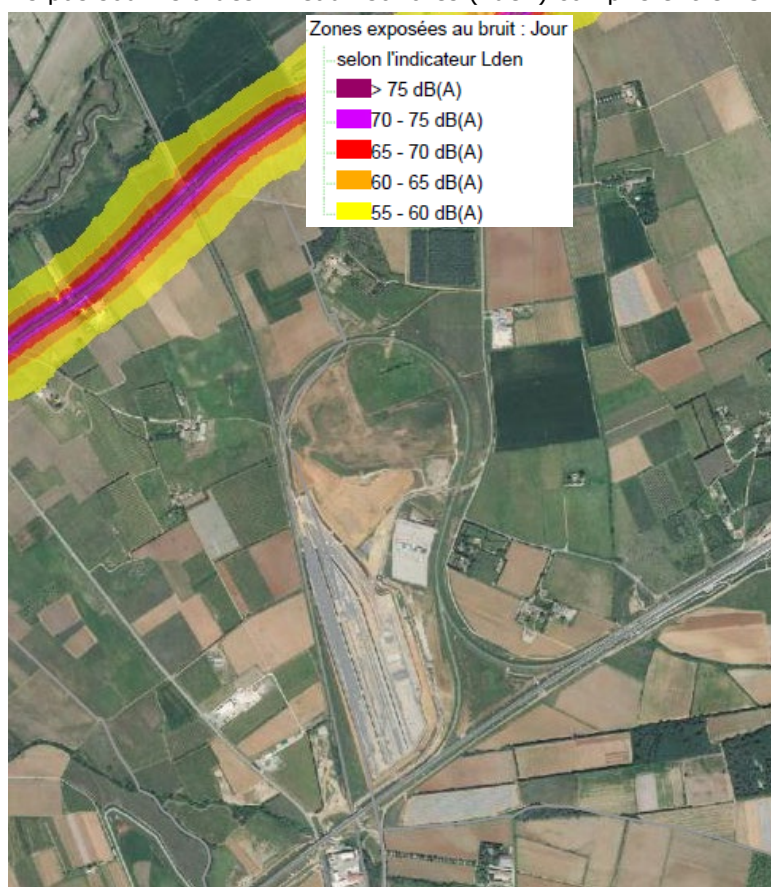 Zones exposées au bruit : Jour
selon l'indicateur Lden
> 75 dB(A)
70 - 75 dB(A)
65 - 70 dB(A)
60 - 65 dB(A)
55 - 60 dB(A)